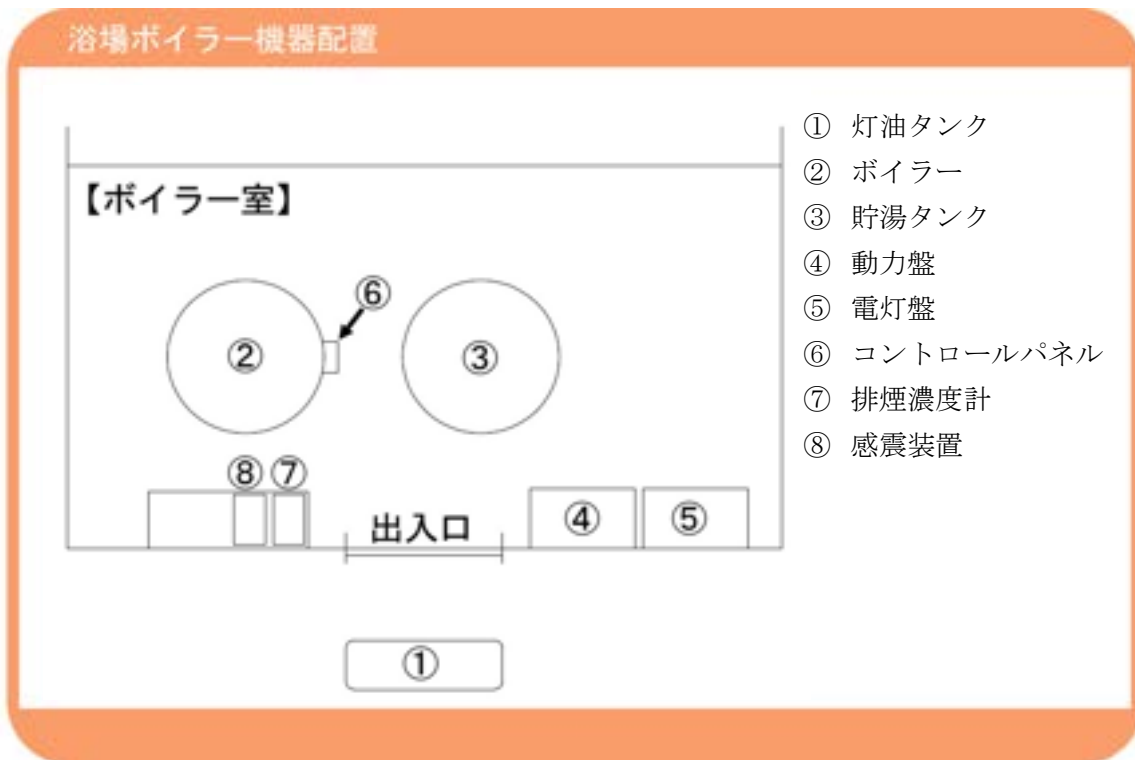 浴場ボイラー機器配置
【ボイラー室】
① 灯油タンク
② ボイラー
③ 貯湯タンク
④ 動力盤
⑤ 電灯盤
⑥ コントロールパネル
⑦ 排煙濃度計
⑧ 感震装置
⑥
②
③
⑧ ⑦
出入口
④
⑤
①